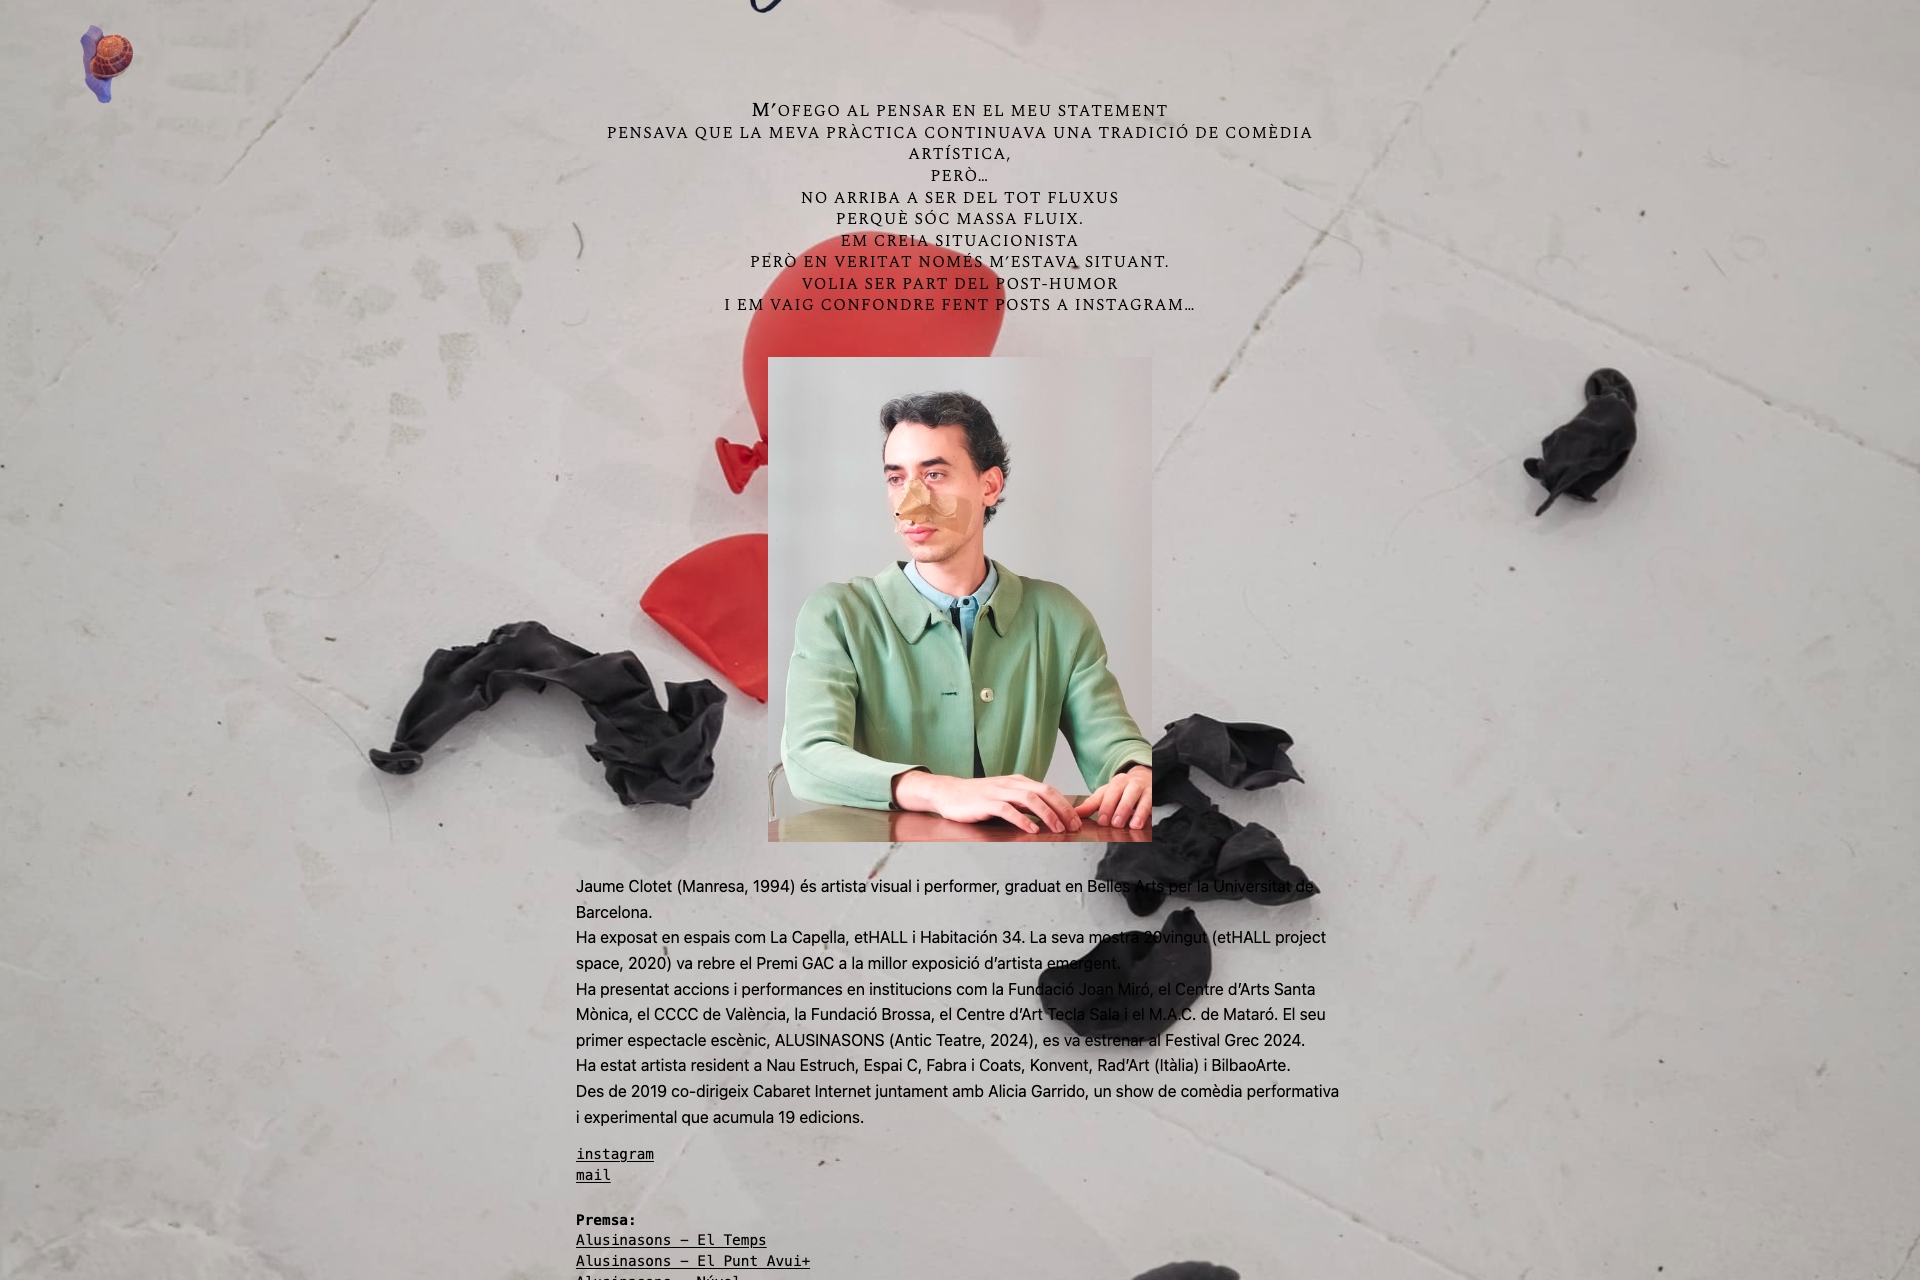 M′OFEGO AL PENSAR EN EL MEU STATEMENT
PENSAVA QUE LA MEVA PRÀCTICA CONTINUAVA UNA TRADICIÓ DE COMÈDIA
ARTÍSTICA,
PERÒ…
NO ARRIBA A SER DEL TOT FLUXUS
PERQUÈ SÓC MASSA FLUIX.
EM CREIA SITUACIONISTA
PERÒ EN VERITAT NOMÉS M′ESTAVA SITUANT.
VOLIA SER PART DEL POST-HUMOR
I EM VAIG CONFONDRE FENT POSTS A INSTAGRAM…
Jaume Clotet (Manresa, 1994) és artista visual i performer, graduat en Belles Arts per la Universitat de
Barcelona.
Ha exposat en espais com La Capella, etHALL i Habitación 34. La seva mostra 20vingut (etHALL project
space, 2020) va rebre el Premi GAC a la millor exposició d’artista emergent.
Ha presentat accions i performances en institucions com la Fundació Joan Miró, el Centre d’Arts Santa
Mònica, el CCCC de València, la Fundació Brossa, el Centre d’Art Tecla Sala i el M.A.C. de Mataró. El seu
primer espectacle escènic, ALUSINASONS (Antic Teatre, 2024), es va estrenar al Festival Grec 2024.
Ha estat artista resident a Nau Estruch, Espai C, Fabra i Coats, Konvent, Rad’Art (Itàlia) i BilbaoArte.
Des de 2019 co-dirigeix Cabaret Internet juntament amb Alicia Garrido, un show de comèdia performativa
i experimental que acumula 19 edicions.
instagram
mail
Premsa:
Alusinasons – El Temps
Alusinasons – El Punt Avui+
Alusinasons – Núvol